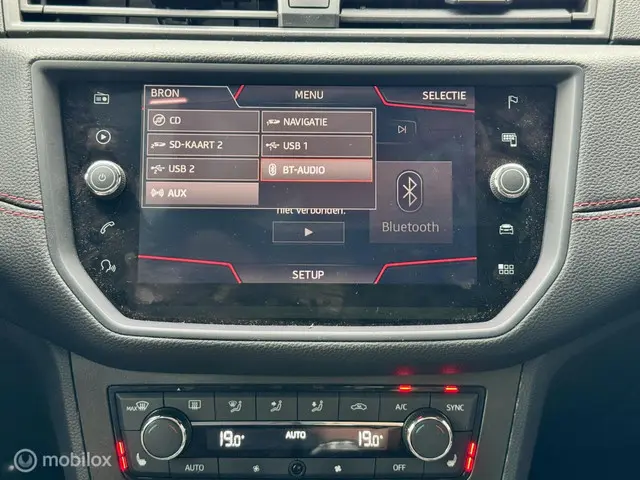 BRON MENU SELECTIE
CD NAVIGATIE
SD-KAART 2 USB 1
USB 2 BT-AUDIO
AUX
niet verbonden.
Bluetooth
SETUP
MAX A/C SYNC
19.0° AUTO 19.0°
AUTO OFF
mobilox